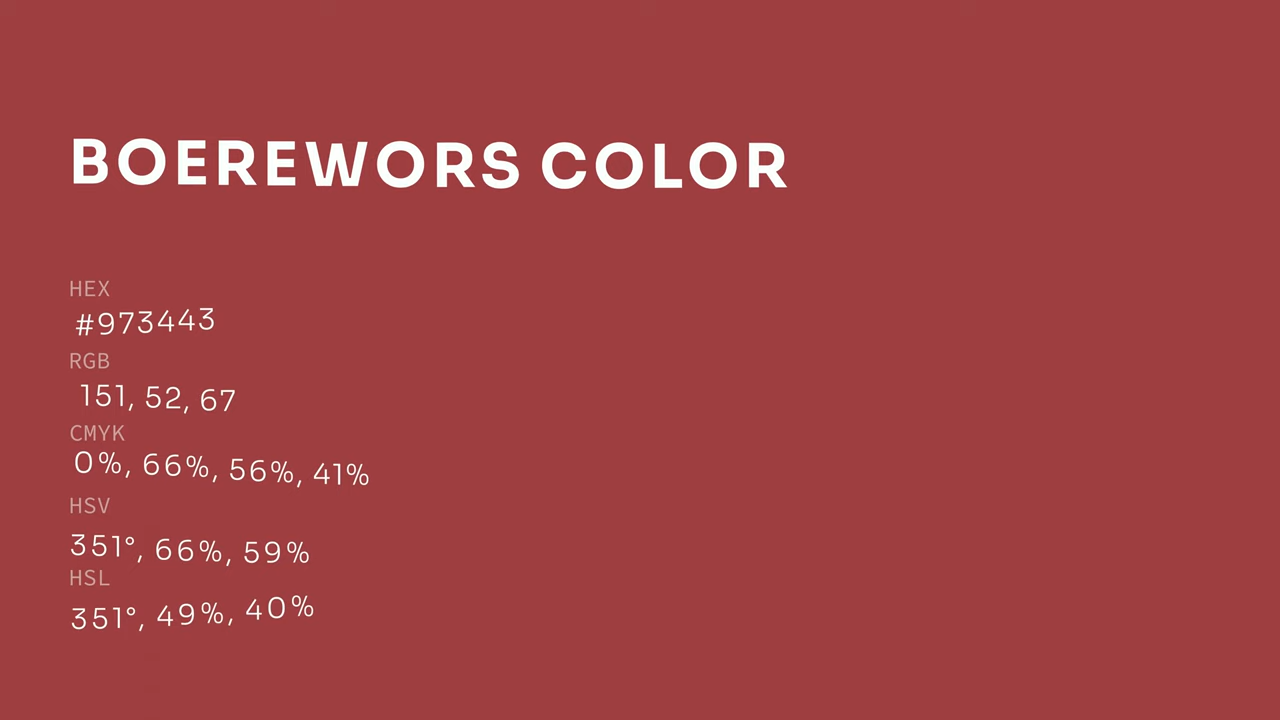 BOEREWORS COLOR
HEX
#973443
RGB
151, 52, 67
CMYK
0%, 66%, 56%, 41%
HSV
351°, 66%, 59%
HSL
351°, 49%, 40%